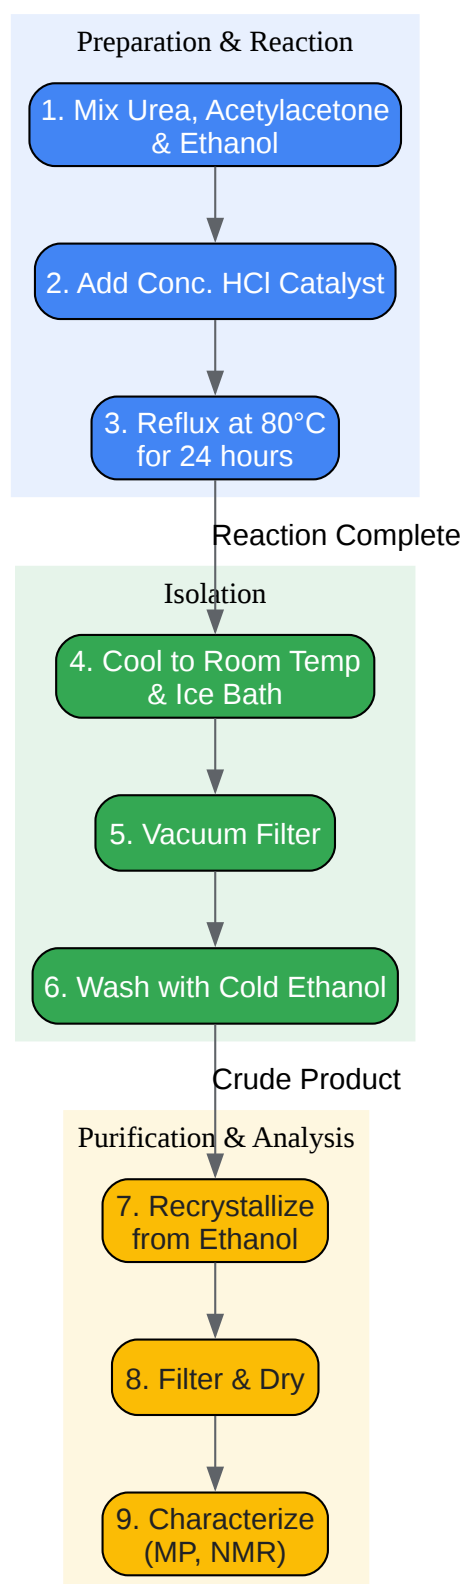 Preparation & Reaction
1. Mix Urea, Acetylacetone
& Ethanol
2. Add Conc. HCl Catalyst
3. Reflux at 80°C
for 24 hours
Reaction Complete
Isolation
4. Cool to Room Temp
& Ice Bath
5. Vacuum Filter
6. Wash with Cold Ethanol
Crude Product
Purification & Analysis
7. Recrystallize
from Ethanol
8. Filter & Dry
9. Characterize
(MP, NMR)